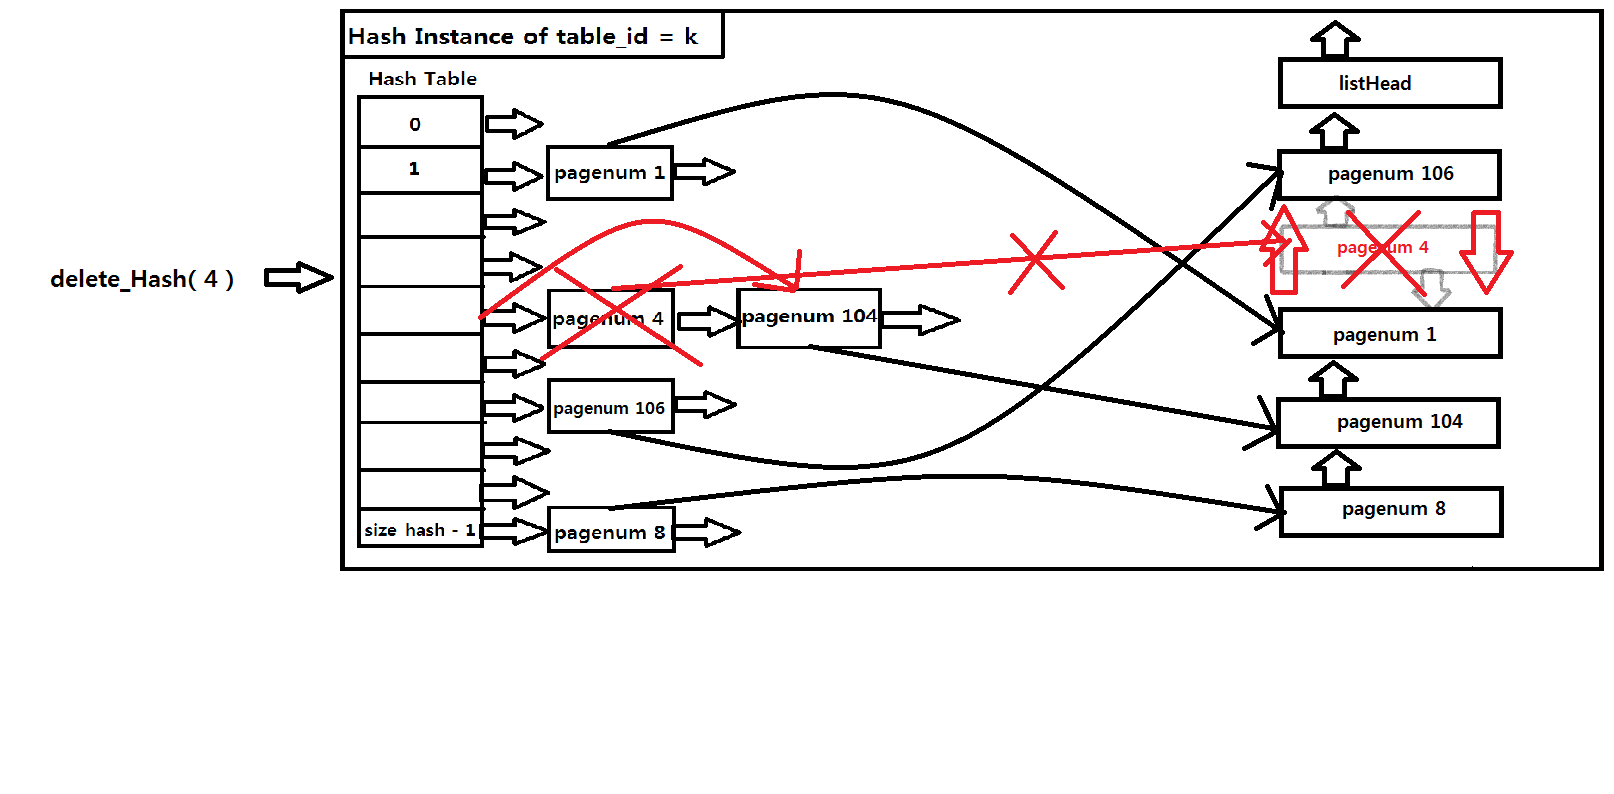 Hash Instance of table_id = k
Hash Table
0
1
size hash - 1
delete_Hash( 4 )
pagenum 1
pagenum 4
pagenum 104
pagenum 106
pagenum 8
listHead
pagenum 106
pagenum 4
pagenum 1
pagenum 104
pagenum 8